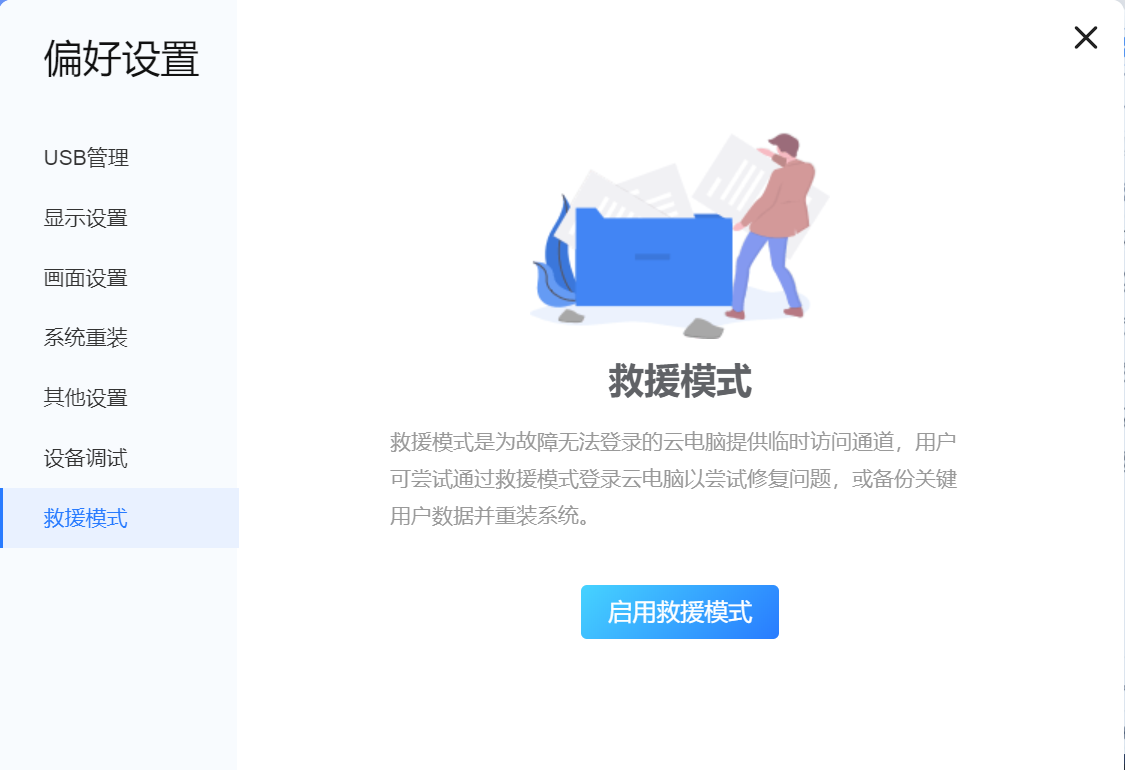 偏好设置
USB管理
显示设置
画面设置
系统重装
其他设置
设备调试
救援模式
救援模式
救援模式是为故障无法登录的云电脑提供临时访问通道，用户
可尝试通过救援模式登录云电脑以尝试修复问题，或备份关键
用户数据并重装系统。
启用救援模式